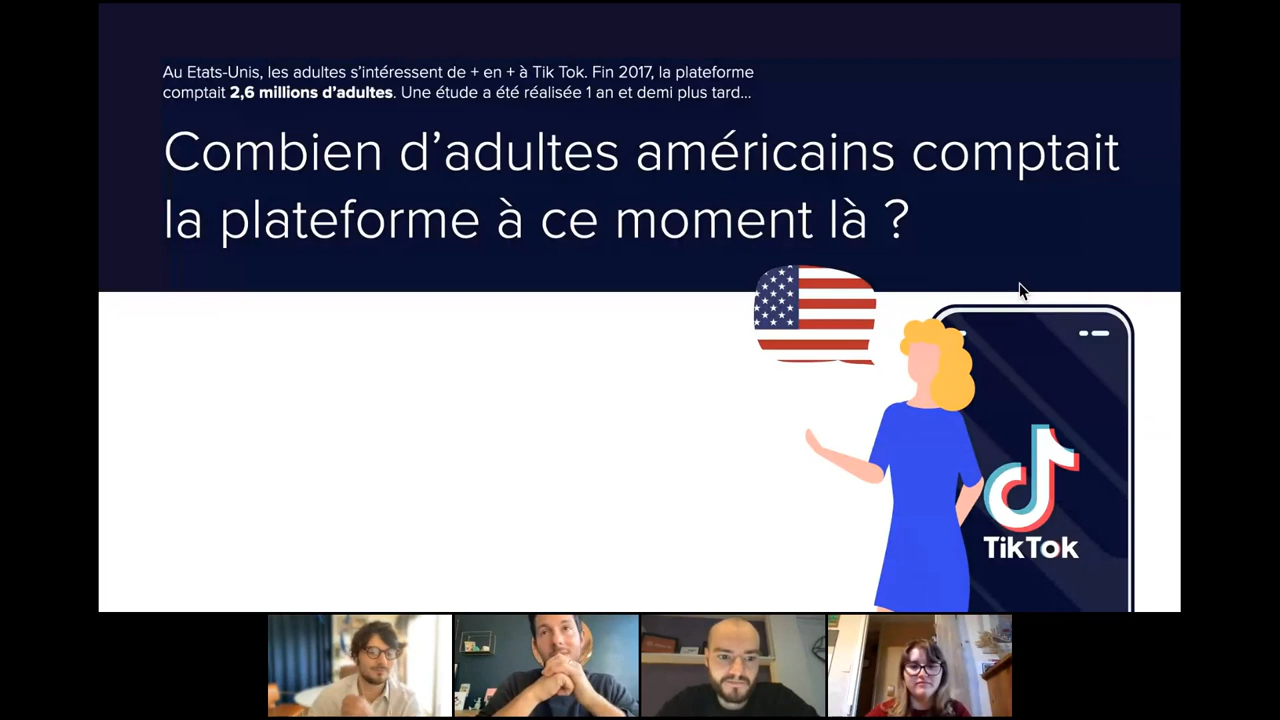 Au Etats-Unis, les adultes s'intéressent de + en + à Tik Tok. Fin 2017, la plateforme
comptait 2,6 millions d'adultes. Une étude a été réalisée 1 an et demi plus tard...
Combien d'adultes américains comptait
la plateforme à ce moment là ?
TikTok